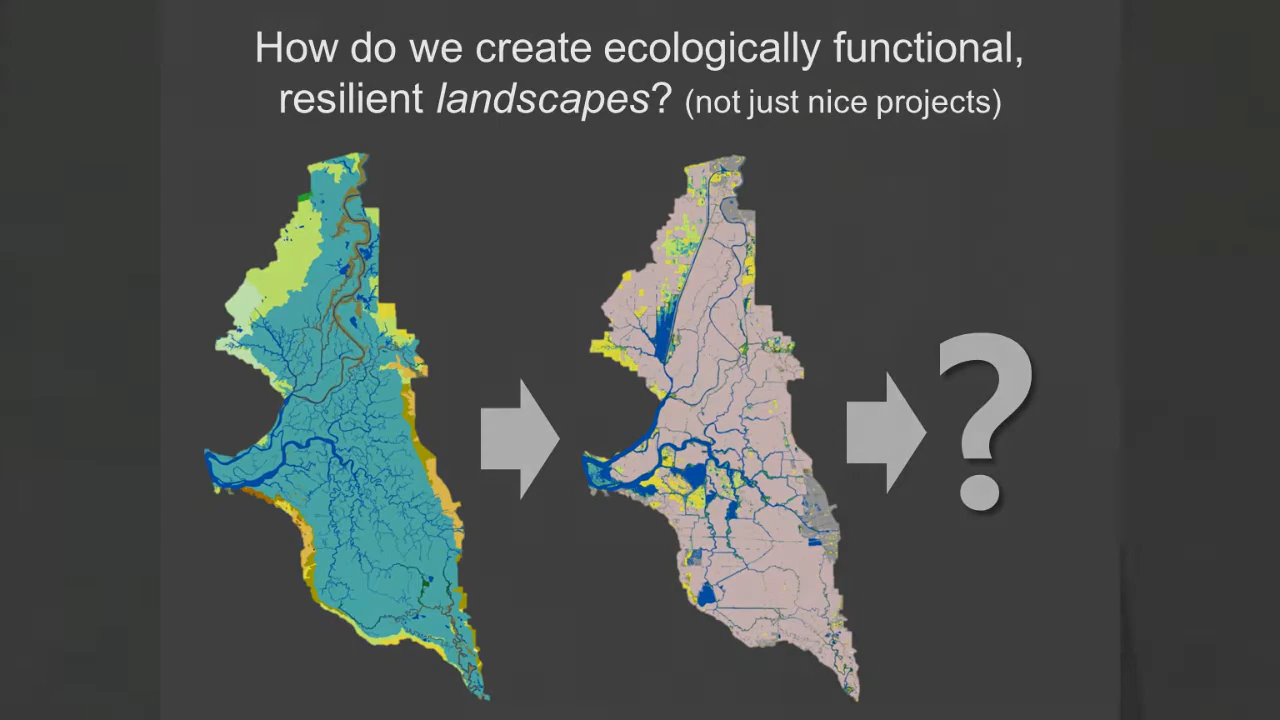 How do we create ecologically functional,
resilient landscapes? (not just nice projects)
?